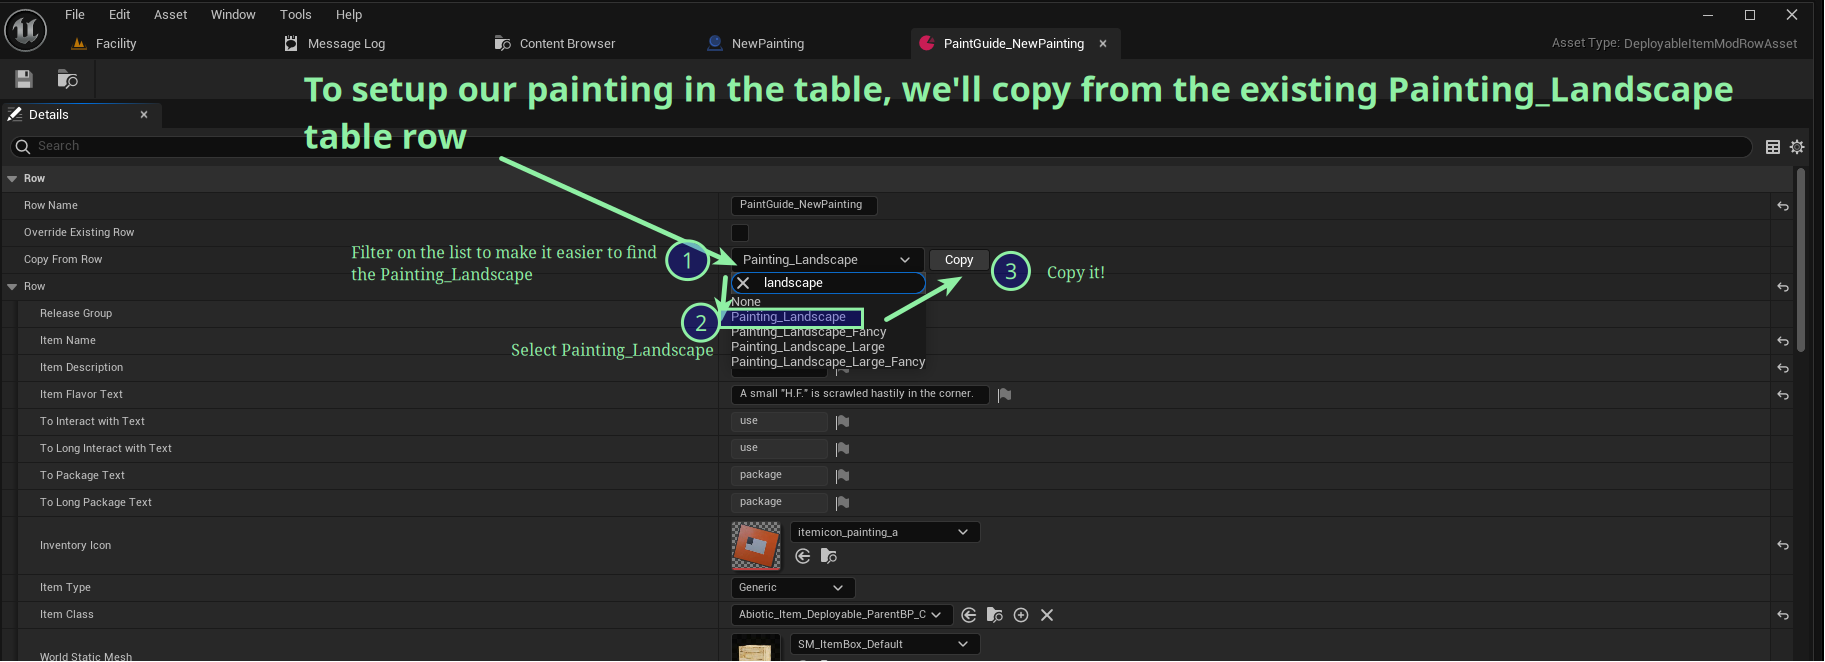 File Edit Asset Window Tools Help
Facility Message Log Content Browser NewPainting PaintGuide_NewPainting Asset Type: DeployableItemModRowAsset
To setup our painting in the table, we'll copy from the existing Painting_Landscape
table row
Details
Search
Row
Row Name PaintGuide_NewPainting
Override Existing Row
Filter on the list to make it easier to find
the Painting_Landscape
1
Copy From Row Painting_Landscape Copy
3
Copy it!
landscape
Row
None
Painting_Landscape
Painting_Landscape_Fancy
Painting_Landscape_Large
Painting_Landscape_Large_Fancy
2
Select Painting_Landscape
Release Group
Item Name
Item Description
Item Flavor Text A small "H.F." is scrawled hastily in the corner.
To Interact with Text use
To Long Interact with Text use
To Package Text package
To Long Package Text package
Inventory Icon itemicon_painting_a
Item Type Generic
Item Class Abiotic_Item_Deployable_ParentBP_C
World Static Mesh SM_ItemBox_Default